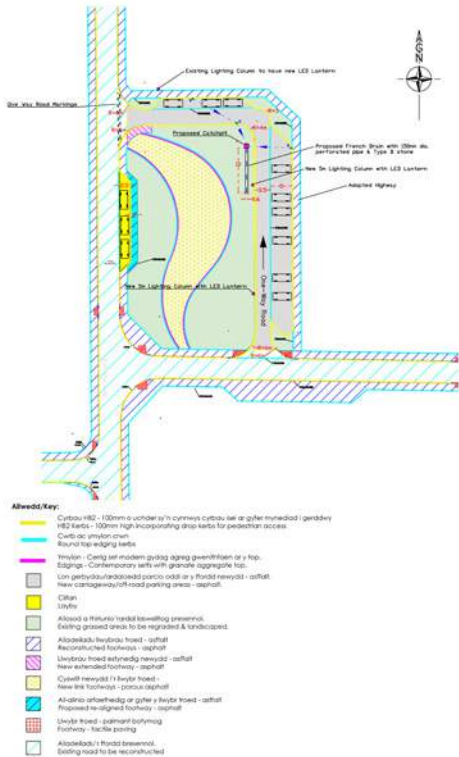 AGN
Existing Lighting Column to have new LED Lantern
Give Way Road Markings
Proposed Catchpit
Proposed French Drain with 150mm dia. perforated pipe & Type B stone
New 5m Lighting Column with LED Lantern
Adopted Highway
New 5m Lighting Column with LED Lantern
One-Way Road
Allwedd/Key:
Cyrbau HB2 - 100mm o uchder sy'n cynnwys cyrbau isel ar gyfer mynediad i gerddwyr
HB2 Kerbs - 100mm high incorporating drop kerbs for pedestrian access
Cwrb ac ymylon crwn
Round top edging kerbs
Ymylon - Cerrig set modern gydag agreg gwenithfaen ar y top.
Edgings - Contemporary setts with granate aggregate top.
Lon gerbydau/ardaloedd parcio oddi ar y ffordd newydd - asffalt.
New carriageway/off-road parking areas - asphalt.
Cilfan
Layby
Ailosod a thirlunio'r ardal laswelltog presennol.
Existing grassed areas to be regraded & landscaped.
Ailadeiladu llwybrau troed - asffalt
Reconstructed footways - asphalt
Llwybrau troed estynedig newydd - asffalt
New extended footway - asphalt
Cyswllt newydd i'r llwybr troed -
New link footways - porous asphalt
Ail-alinio arfaethedig ar gyfer y llwybr troed - asffalt
Proposed re-aligned footway - asphalt
Llwybr troed - palmant botymog
Footway - tactile paving
Ailadeiladu'r ffordd bresennol.
Existing road to be reconstructed